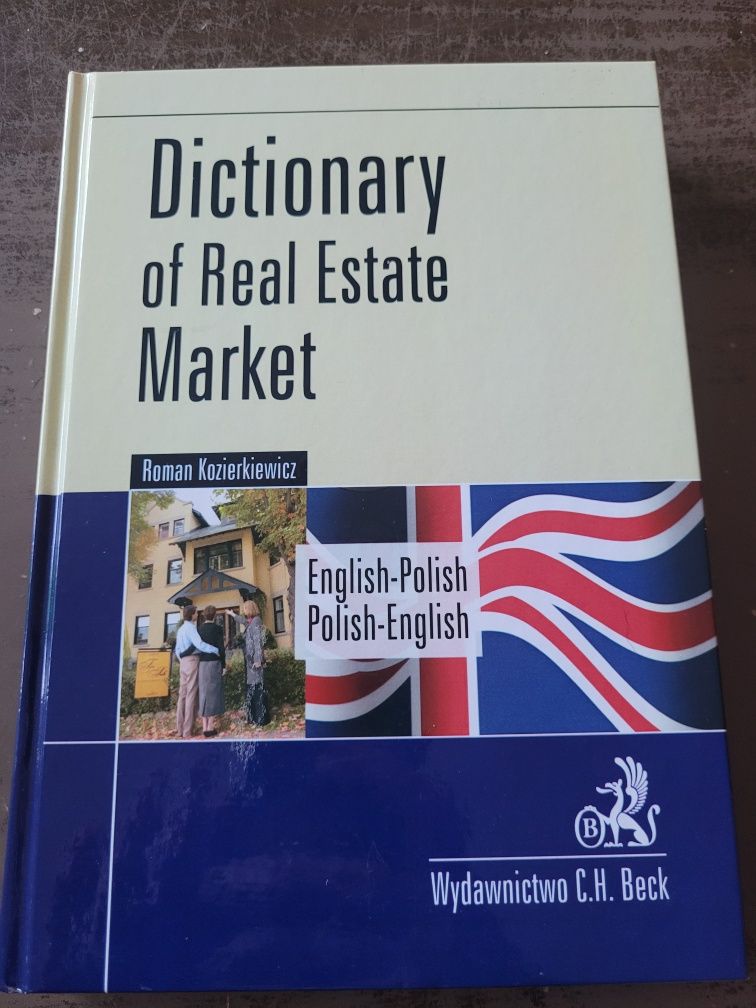 Dictionary
of Real Estate
Market
Roman Kozierkiewicz
English-Polish
Polish-English
B
Wydawnictwo C.H. Beck